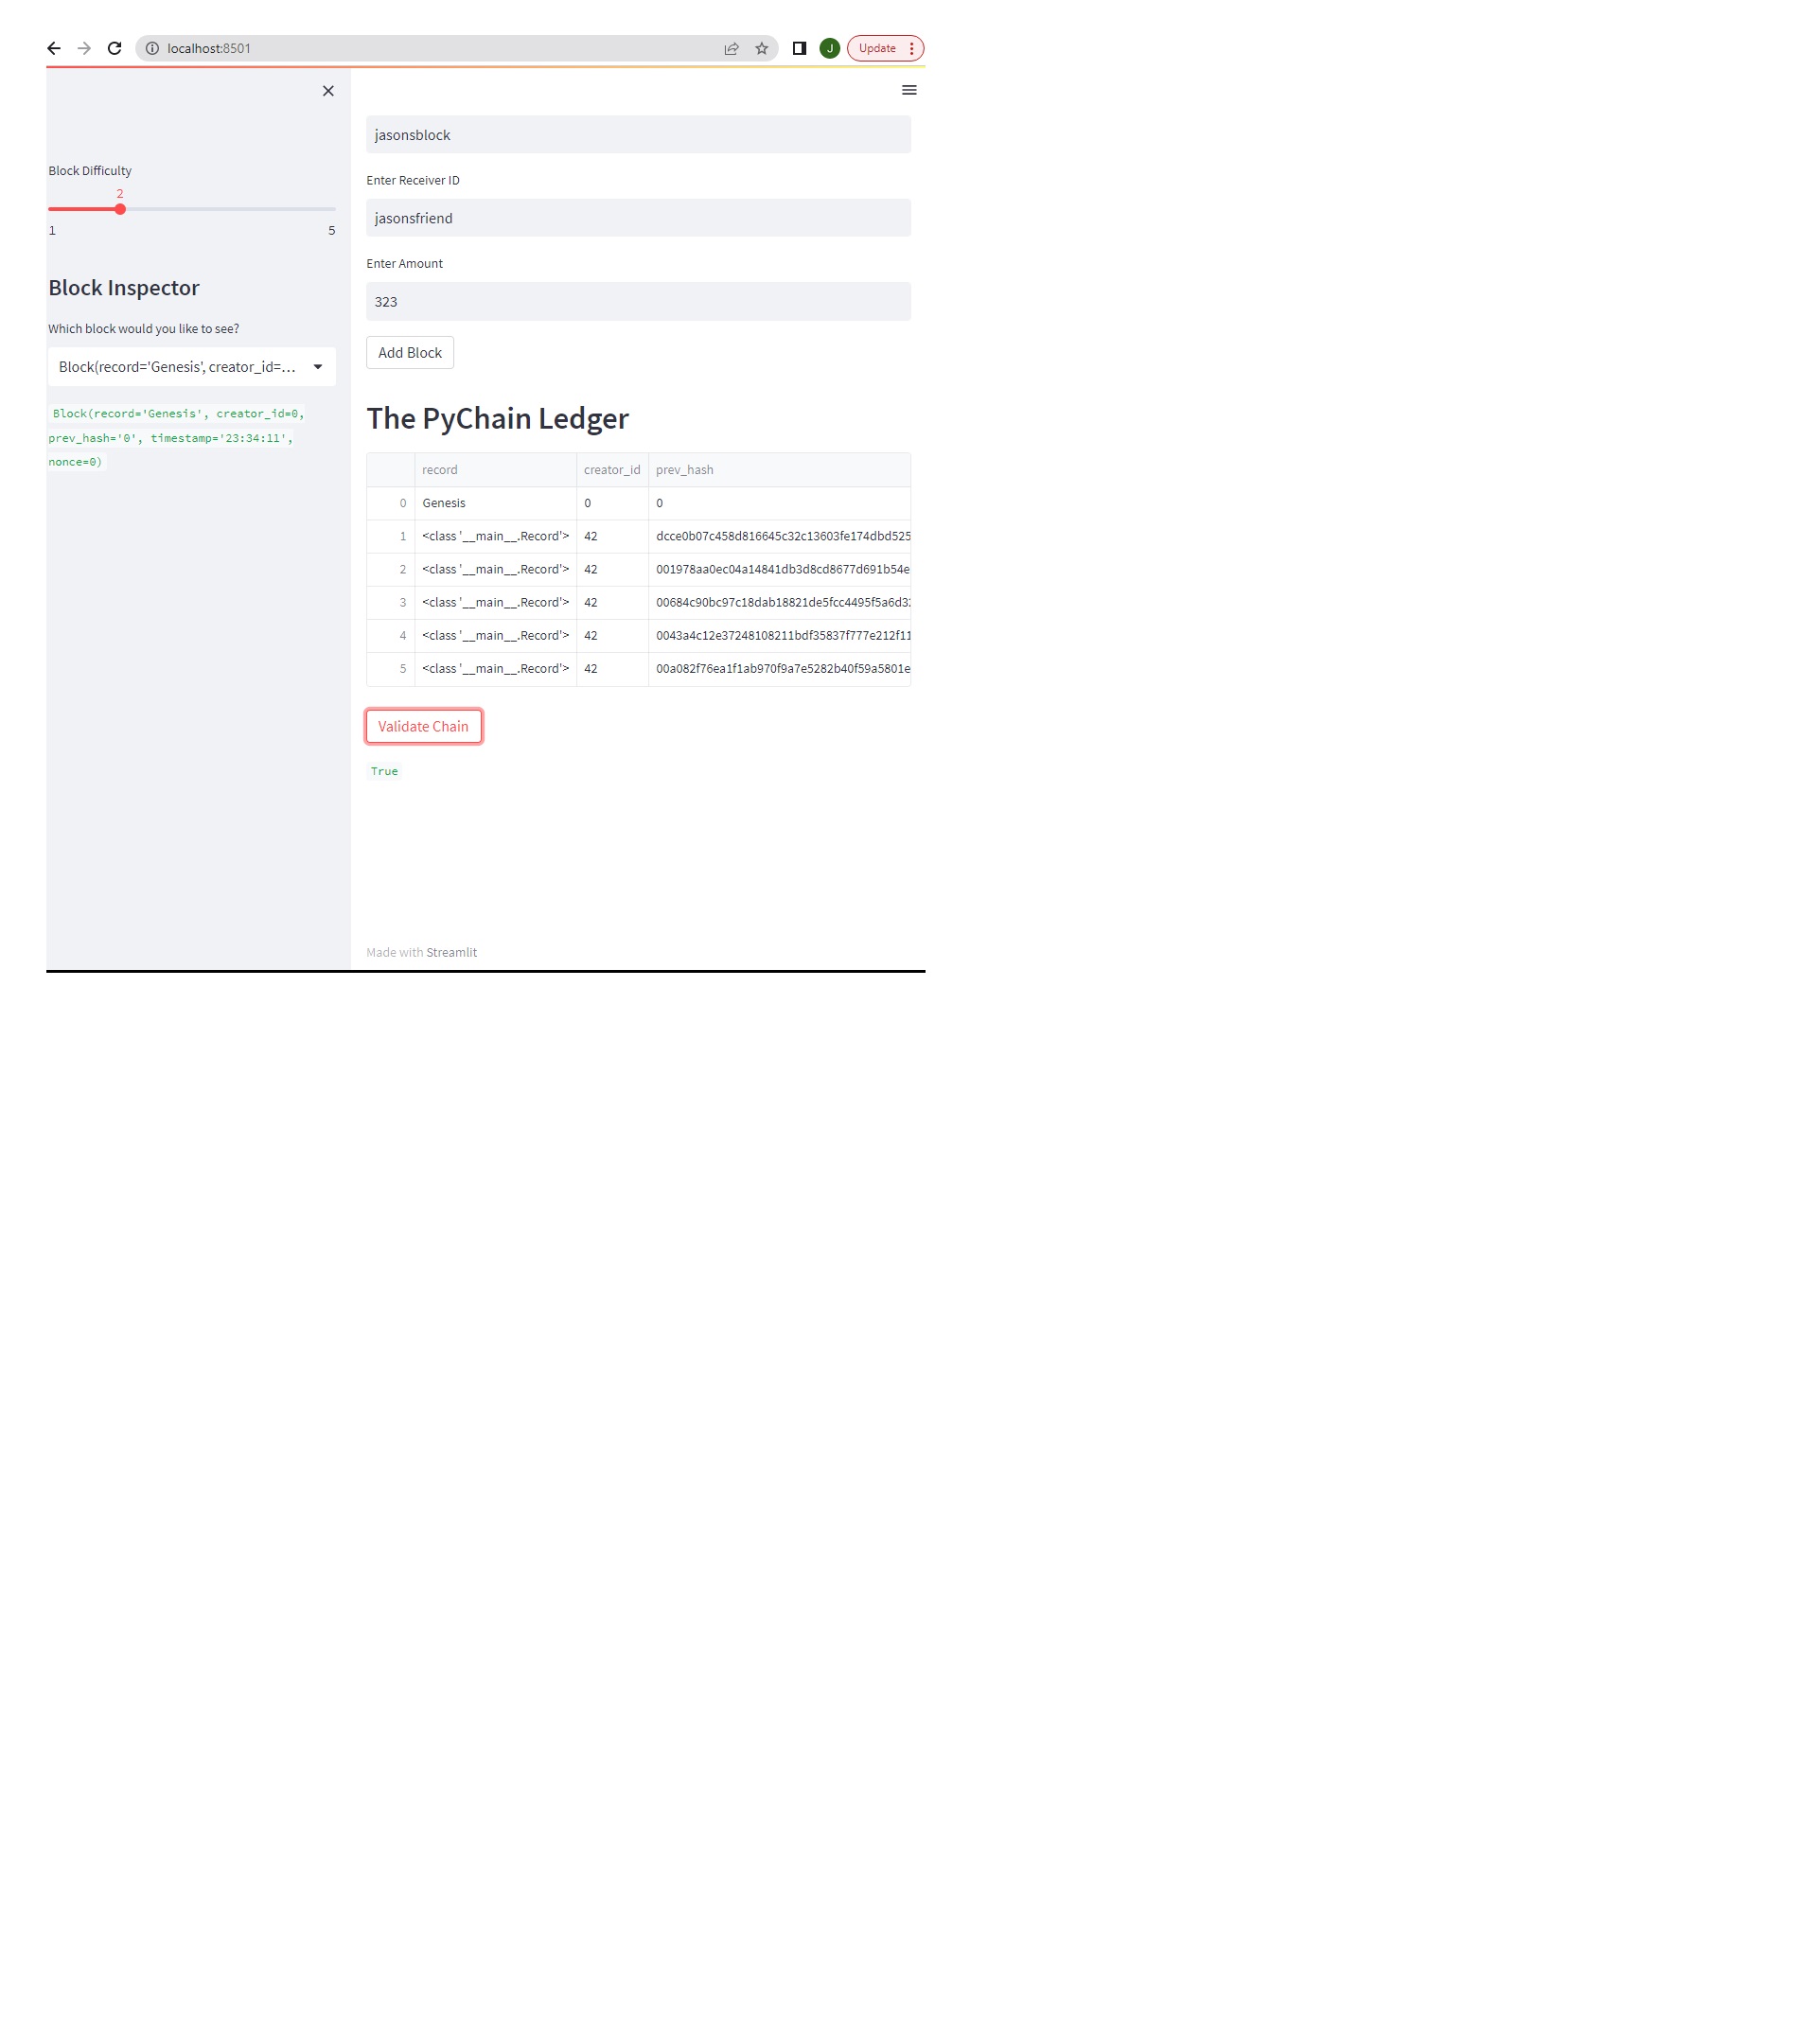 localhost:8501
J
Update
Block Difficulty
2
1 5
Block Inspector
Which block would you like to see?
Block(record='Genesis', creator_id=...
Block(record='Genesis', creator_id=0,
prev_hash='0', timestamp='23:34:11',
nonce=0)
jasonsblock
Enter Receiver ID
jasonsfriend
Enter Amount
323
Add Block
The PyChain Ledger
record creator_id prev_hash
0 Genesis 0 0
1 <class '__main__.Record'> 42 dcce0b07c458d816645c32c13603fe174dbd525
2 <class '__main__.Record'> 42 001978aa0ec04a14841db3d8cd8677d691b54e
3 <class '__main__.Record'> 42 00684c90bc97c18dab18821de5fcc4495f5a6d3
4 <class '__main__.Record'> 42 0043a4c12e37248108211bdf35837f777e212f11
5 <class '__main__.Record'> 42 00a082f76ea1f1ab970f9a7e5282b40f59a5801e
Validate Chain
True
Made with Streamlit